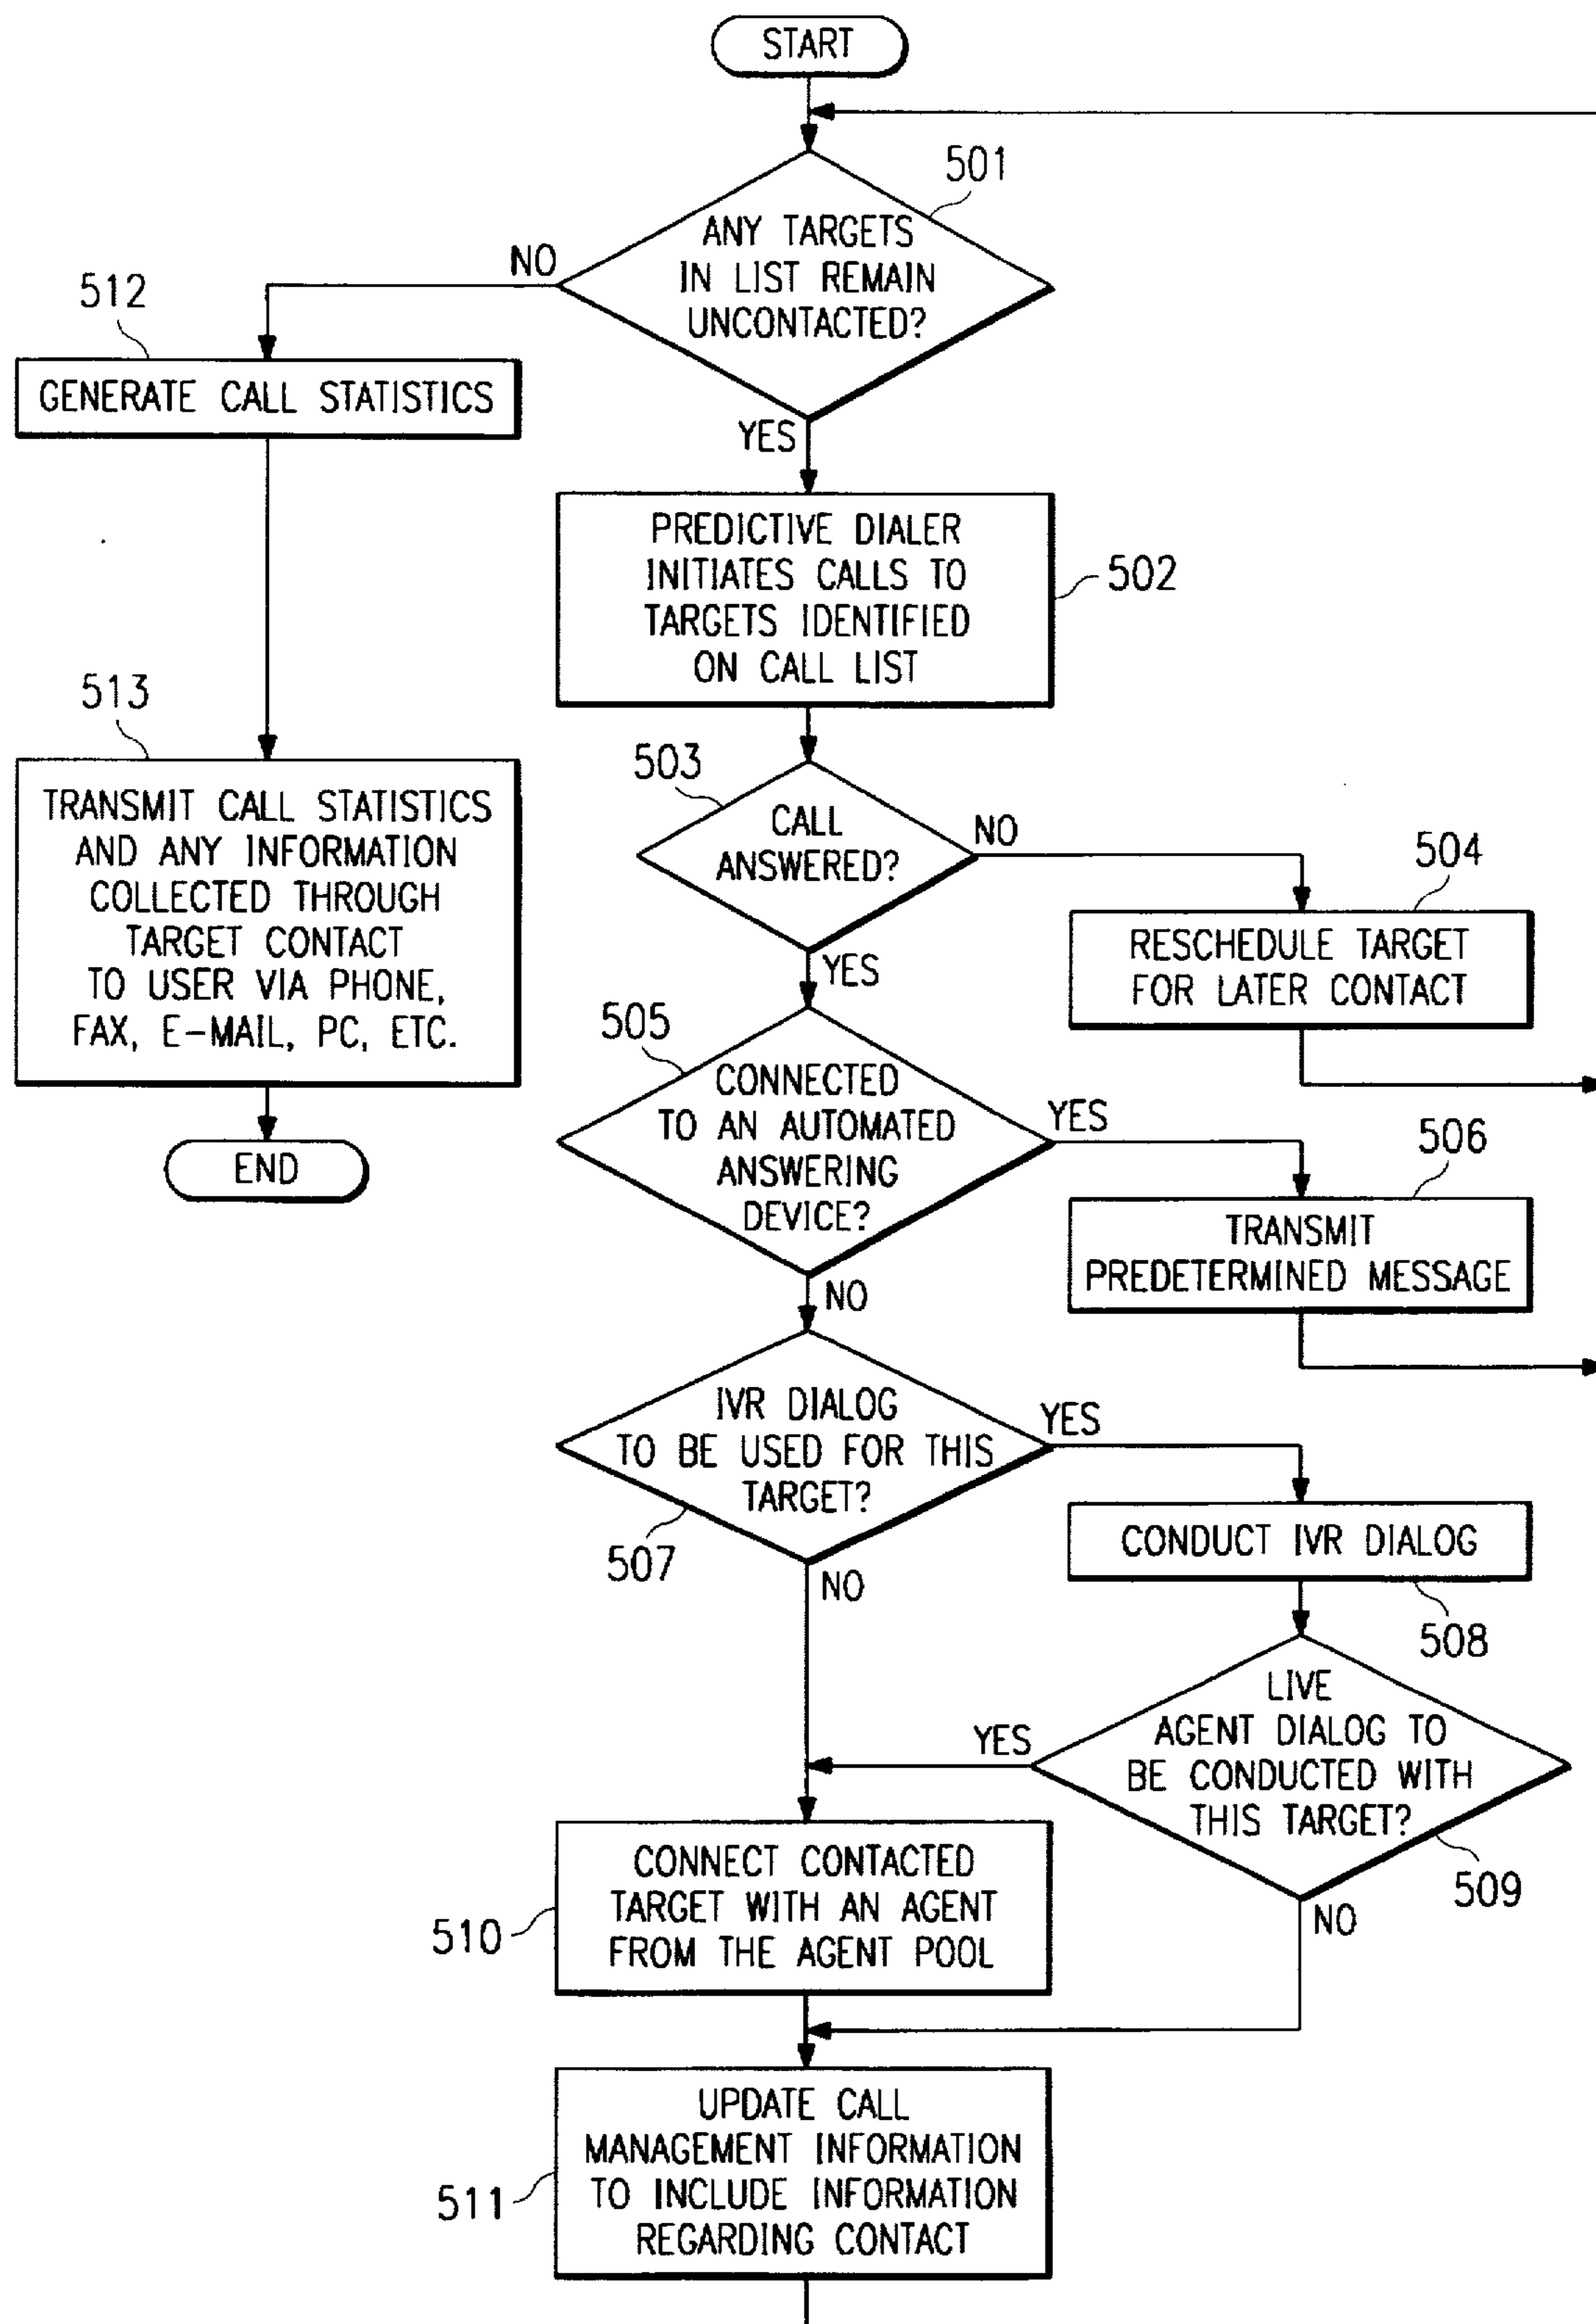 START
501
ANY TARGETS
IN LIST REMAIN
UNCONTACTED?
NO
YES
512
GENERATE CALL STATISTICS
PREDICTIVE DIALER
INITIATES CALLS TO
TARGETS IDENTIFIED
ON CALL LIST
502
513
TRANSMIT CALL STATISTICS
AND ANY INFORMATION
COLLECTED THROUGH
TARGET CONTACT
TO USER VIA PHONE,
FAX, E-MAIL, PC, ETC.
END
503
CALL
ANSWERED?
NO
YES
504
RESCHEDULE TARGET
FOR LATER CONTACT
505
CONNECTED
TO AN AUTOMATED
ANSWERING
DEVICE?
YES
NO
506
TRANSMIT
PREDETERMINED MESSAGE
IVR DIALOG
TO BE USED FOR THIS
TARGET?
507
YES
NO
CONDUCT IVR DIALOG
508
LIVE
AGENT DIALOG TO
BE CONDUCTED WITH
THIS TARGET?
509
YES
NO
CONNECT CONTACTED
TARGET WITH AN AGENT
FROM THE AGENT POOL
510
UPDATE CALL
MANAGEMENT INFORMATION
TO INCLUDE INFORMATION
REGARDING CONTACT
511